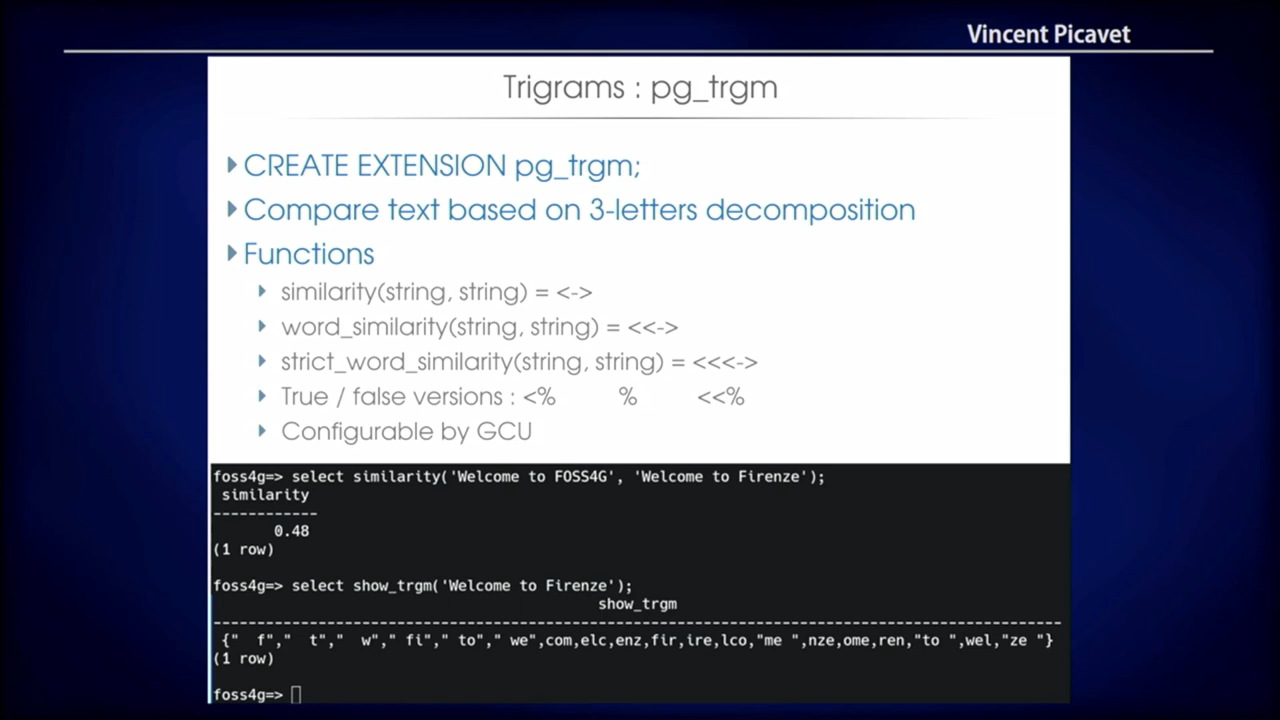 Vincent Picavet
Trigrams : pg_trgm
CREATE EXTENSION pg_trgm;
Compare text based on 3-letters decomposition
Functions
similarity(string, string) = <->
word_similarity(string, string) = <<->
strict_word_similarity(string, string) = <<<->
True / false versions : <% % <<%
Configurable by GCU
foss4g=> select similarity('Welcome to FOSS4G', 'Welcome to Firenze');
similarity
------------
0.48
(1 row)
foss4g=> select show_trgm('Welcome to Firenze');
show_trgm
-------------------------------------------------------------------------------------------------
{"  f","  t","  w"," fi"," to"," we",com,elc,enz,fir,ire,lco,"me ",nze,ome,ren,"to ",wel,"ze "}
(1 row)
foss4g=>